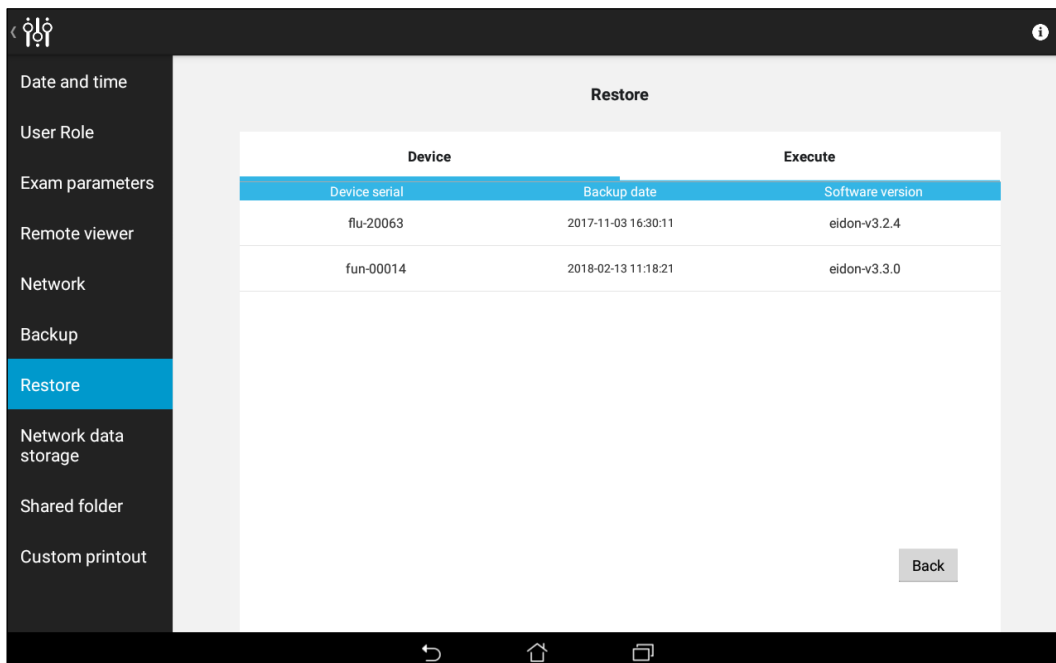 Date and time
User Role
Exam parameters
Remote viewer
Network
Backup
Restore
Network data
storage
Shared folder
Custom printout
Restore
Device Execute
Device serial Backup date Software version
flu-20063 2017-11-03 16:30:11 eidon-v3.2.4
fun-00014 2018-02-13 11:18:21 eidon-v3.3.0
Back